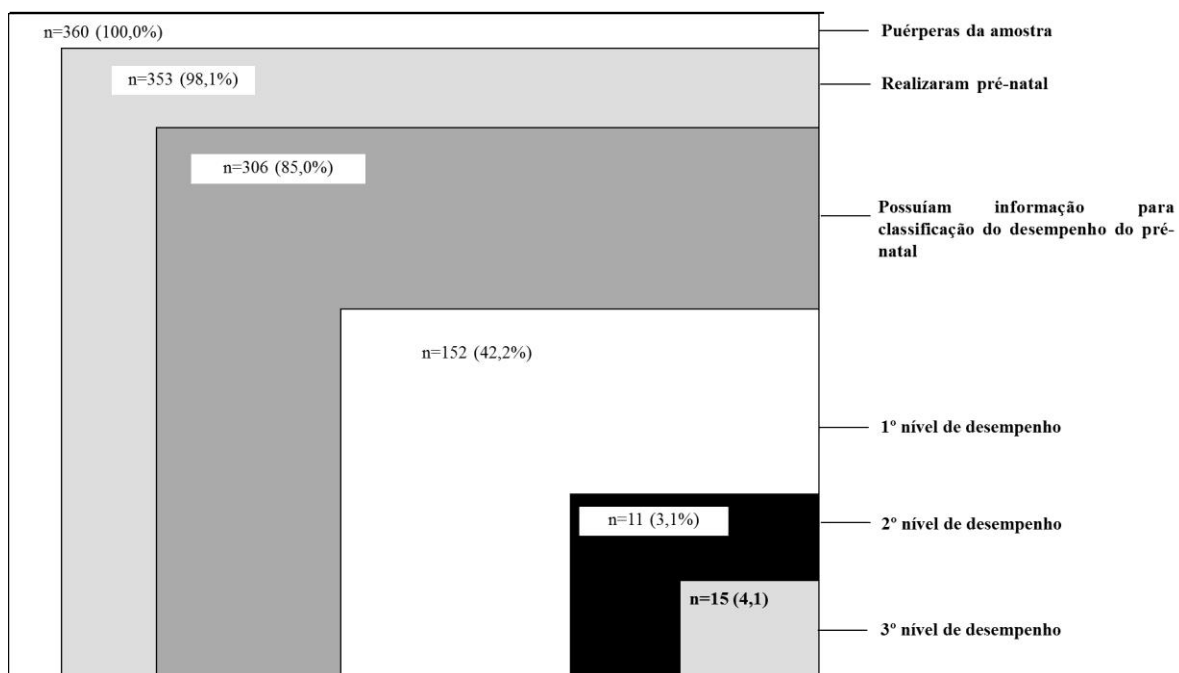 n=360 (100,0%)
Puérperas da amostra
n=353 (98,1%)
Realizaram pré-natal
n=306 (85,0%)
Possuíam informação para
classificação do desempenho do pré-
natal
n=152 (42,2%)
1º nível de desempenho
n=11 (3,1%)
2º nível de desempenho
n=15 (4,1)
3º nível de desempenho